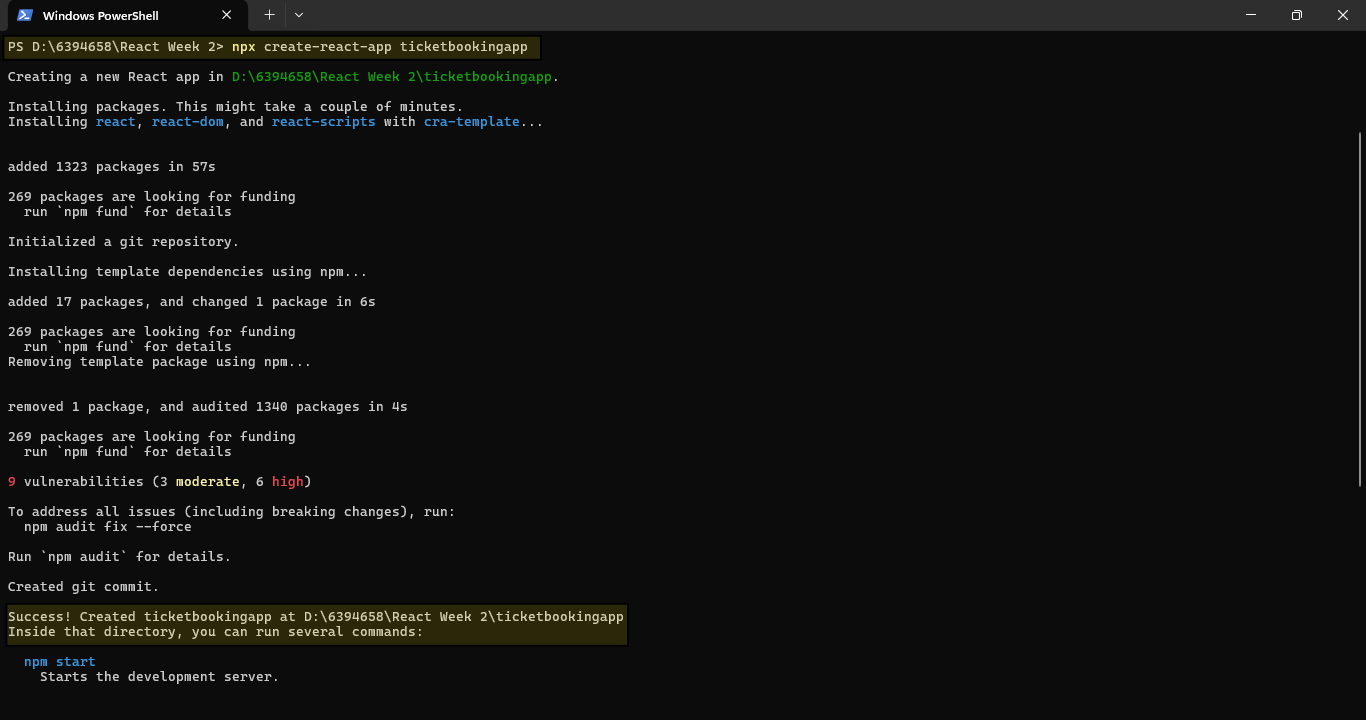 Windows PowerShell
PS D:\6394658\React Week 2> npx create-react-app ticketbookingapp
Creating a new React app in D:\6394658\React Week 2\ticketbookingapp.
Installing packages. This might take a couple of minutes.
Installing react, react-dom, and react-scripts with cra-template...
added 1323 packages in 57s
269 packages are looking for funding
  run `npm fund` for details
Initialized a git repository.
Installing template dependencies using npm...
added 17 packages, and changed 1 package in 6s
269 packages are looking for funding
  run `npm fund` for details
Removing template package using npm...
removed 1 package, and audited 1340 packages in 4s
269 packages are looking for funding
  run `npm fund` for details
9 vulnerabilities (3 moderate, 6 high)
To address all issues (including breaking changes), run:
  npm audit fix --force
Run `npm audit` for details.
Created git commit.
Success! Created ticketbookingapp at D:\6394658\React Week 2\ticketbookingapp
Inside that directory, you can run several commands:
  npm start
    Starts the development server.